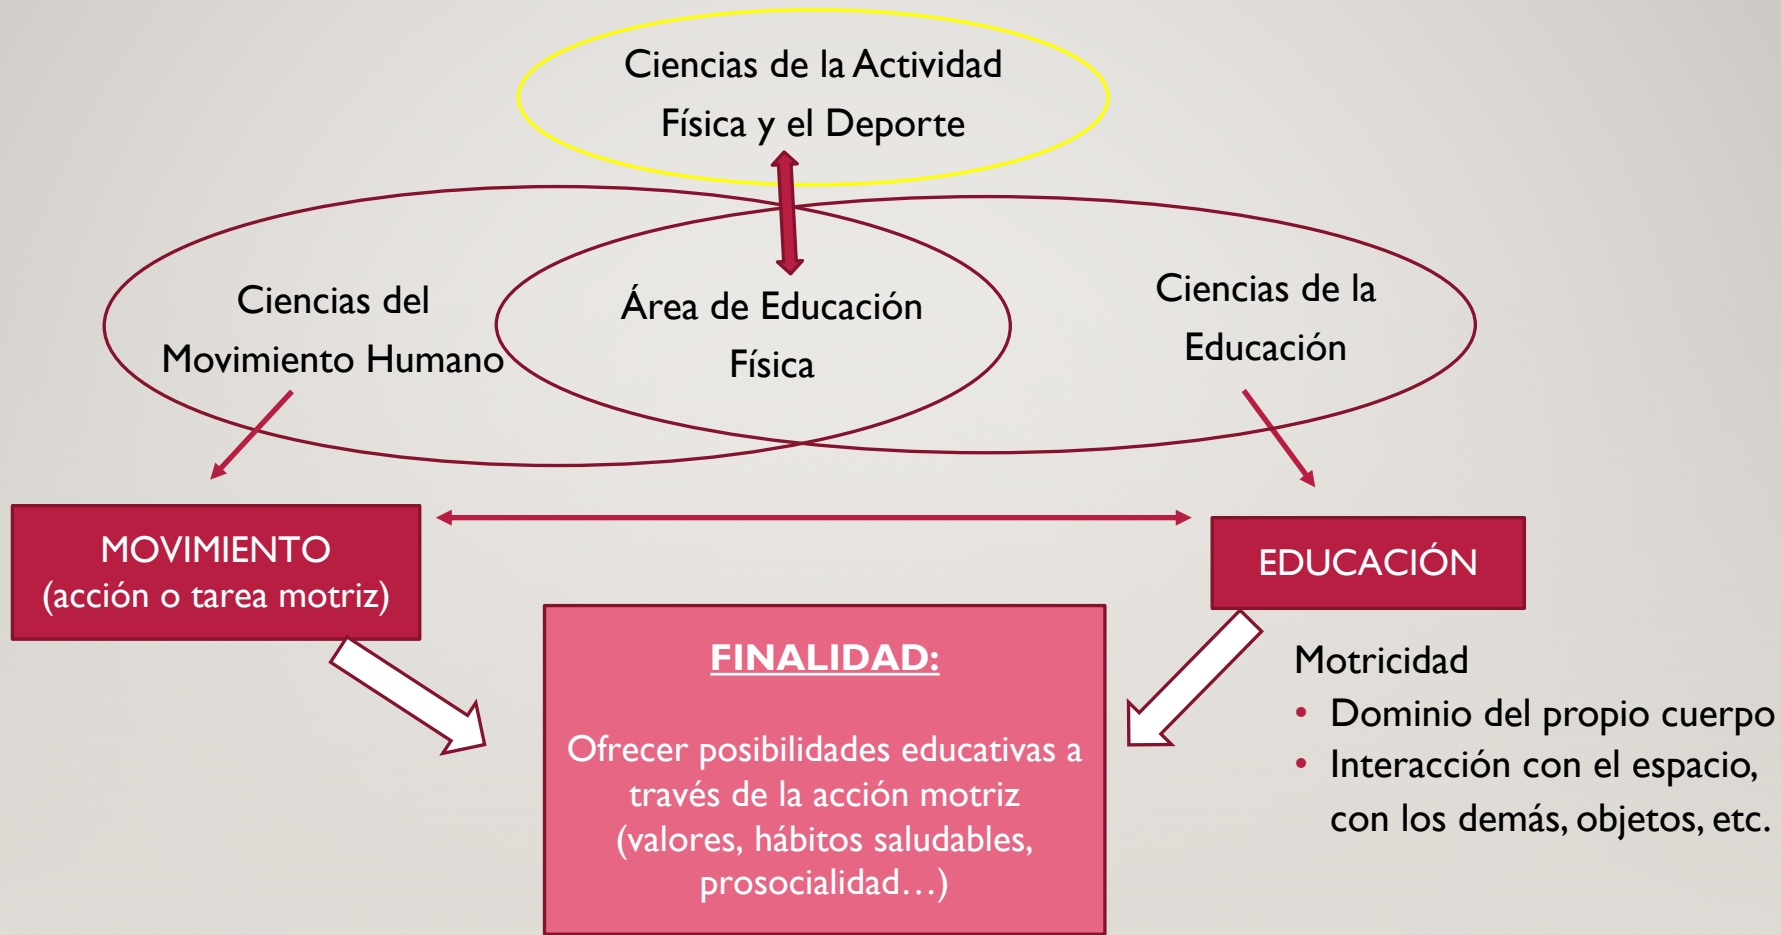 Ciencias de la Actividad
Física y el Deporte
Ciencias del
Movimiento Humano
Área de Educación
Física
Ciencias de la
Educación
MOVIMIENTO
(acción o tarea motriz)
EDUCACIÓN
FINALIDAD:
Ofrecer posibilidades educativas a
través de la acción motriz
(valores, hábitos saludables,
prosocialidad…)
Motricidad
• Dominio del propio cuerpo
• Interacción con el espacio,
con los demás, objetos, etc.